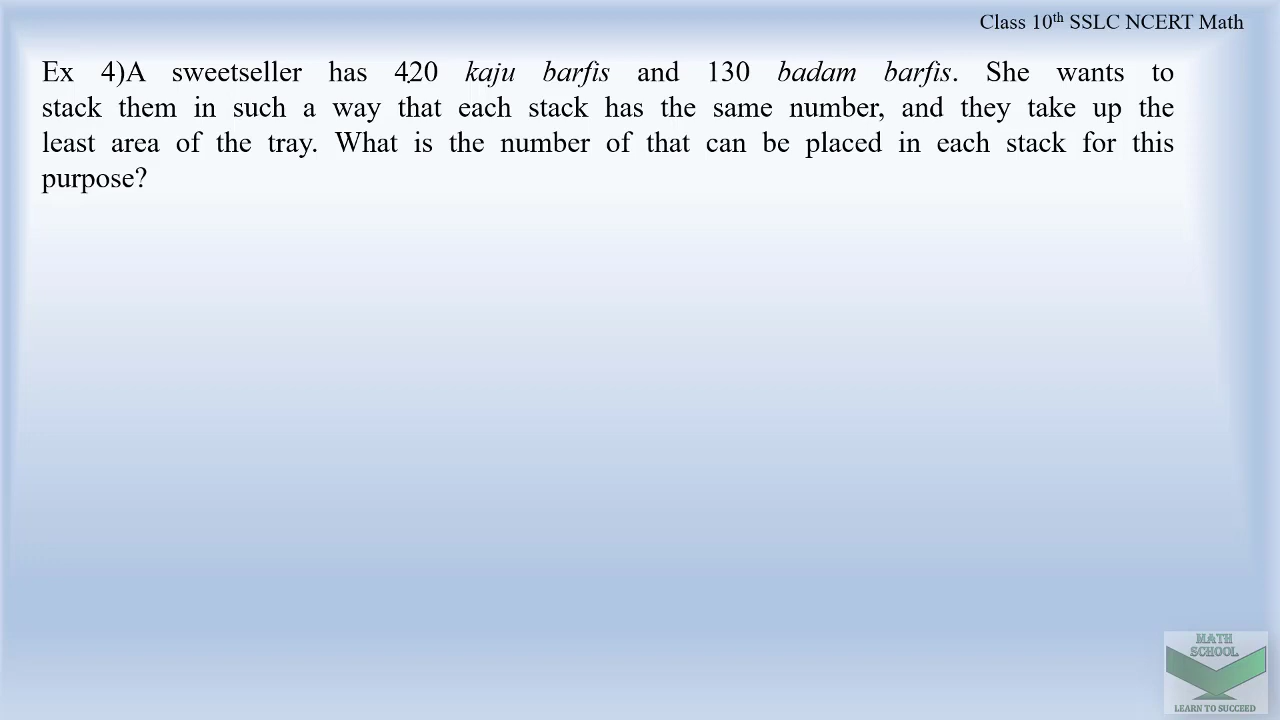 Class 10th SSLC NCERT Math
Ex 4)A sweetseller has 420 kaju barfis and 130 badam barfis. She wants to
stack them in such a way that each stack has the same number, and they take up the
least area of the tray. What is the number of that can be placed in each stack for this
purpose?
MATH
SCHOOL
LEARN TO SUCCEED